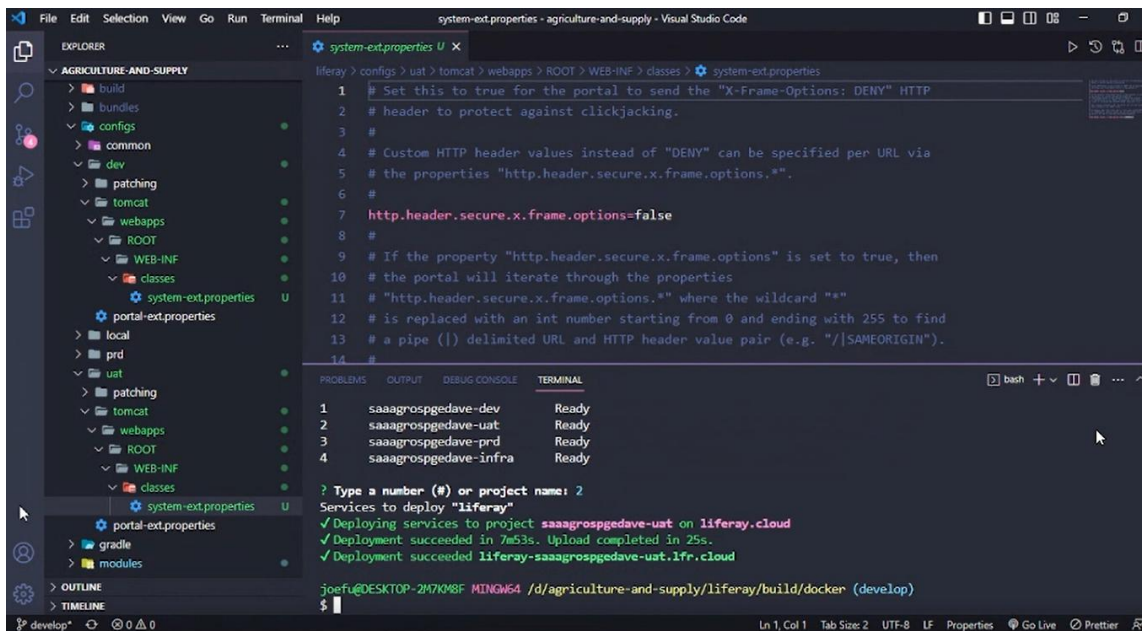 File Edit Selection View Go Run Terminal Help
system-ext.properties - agriculture-and-supply - Visual Studio Code
EXPLORER
AGRICULTURE-AND-SUPPLY
build
bundles
configs
common
dev
patching
tomcat
webapps
ROOT
WEB-INF
classes
system-ext.properties U
portal-ext.properties
local
prd
uat
patching
tomcat
webapps
ROOT
WEB-INF
classes
system-ext.properties U
portal-ext.properties
gradle
modules
OUTLINE
TIMELINE
4
system-ext.properties U
liferay > configs > uat > tomcat > webapps > ROOT > WEB-INF > classes > system-ext.properties
1 # Set this to true for the portal to send the "X-Frame-Options: DENY" HTTP
2 # header to protect against clickjacking.
3 #
4 # Custom HTTP header values instead of "DENY" can be specified per URL via
5 # the properties "http.header.secure.x.frame.options.*".
6 #
7 http.header.secure.x.frame.options=false
8 #
9 # If the property "http.header.secure.x.frame.options" is set to true, then
10 # the portal will iterate through the properties
11 # "http.header.secure.x.frame.options.*" where the wildcard "*"
12 # is replaced with an int number starting from 0 and ending with 255 to find
13 # a pipe (|) delimited URL and HTTP header value pair (e.g. "/|SAMEORIGIN").
14 #
PROBLEMS OUTPUT DEBUG CONSOLE TERMINAL
bash
1 saaagrospgedave-dev Ready
2 saaagrospgedave-uat Ready
3 saaagrospgedave-prd Ready
4 saaagrospgedave-infra Ready
? Type a number (#) or project name: 2
Services to deploy "liferay"
✓ Deploying services to project saaagrospgedave-uat on liferay.cloud
✓ Deployment succeeded in 7m53s. Upload completed in 25s.
✓ Deployment succeeded liferay-saaagrospgedave-uat.lfr.cloud
joefu@DESKTOP-2M7KM8F MINGW64 /d/agriculture-and-supply/liferay/build/docker (develop)
$
develop* 0 0 Ln 1, Col 1 Tab Size: 2 UTF-8 LF Properties Go Live Prettier